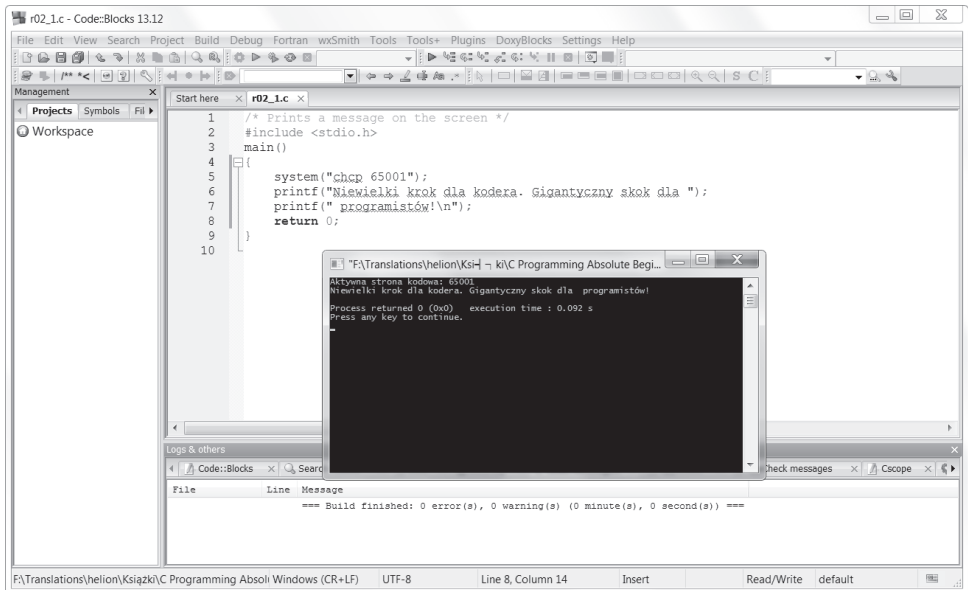 r02_1.c - Code::Blocks 13.12
File Edit View Search Project Build Debug Fortran wxSmith Tools Tools+ Plugins DoxyBlocks Settings Help
Management
Start here r02_1.c
Projects Symbols Fil
Workspace
1 /* Prints a message on the screen */
2 #include <stdio.h>
3 main()
4 {
5 system("chcp 65001");
6 printf("Niewielki krok dla kodera. Gigantyczny skok dla ");
7 printf(" programistów!\n");
8 return 0;
9 }
10
"F:\Translations\helion\Ksi┤ ¬ ki\C Programming Absolute Begi...
Aktywna strona kodowa: 65001
Niewielki krok dla kodera. Gigantyczny skok dla  programistów!
Process returned 0 (0x0) execution time : 0.092 s
Press any key to continue.
Logs & others
Code::Blocks Searc Check messages Cscope
File Line Message
=== Build finished: 0 error(s), 0 warning(s) (0 minute(s), 0 second(s)) ===
F:\Translations\helion\Książki\C Programming Absol Windows (CR+LF) UTF-8 Line 8, Column 14 Insert Read/Write default